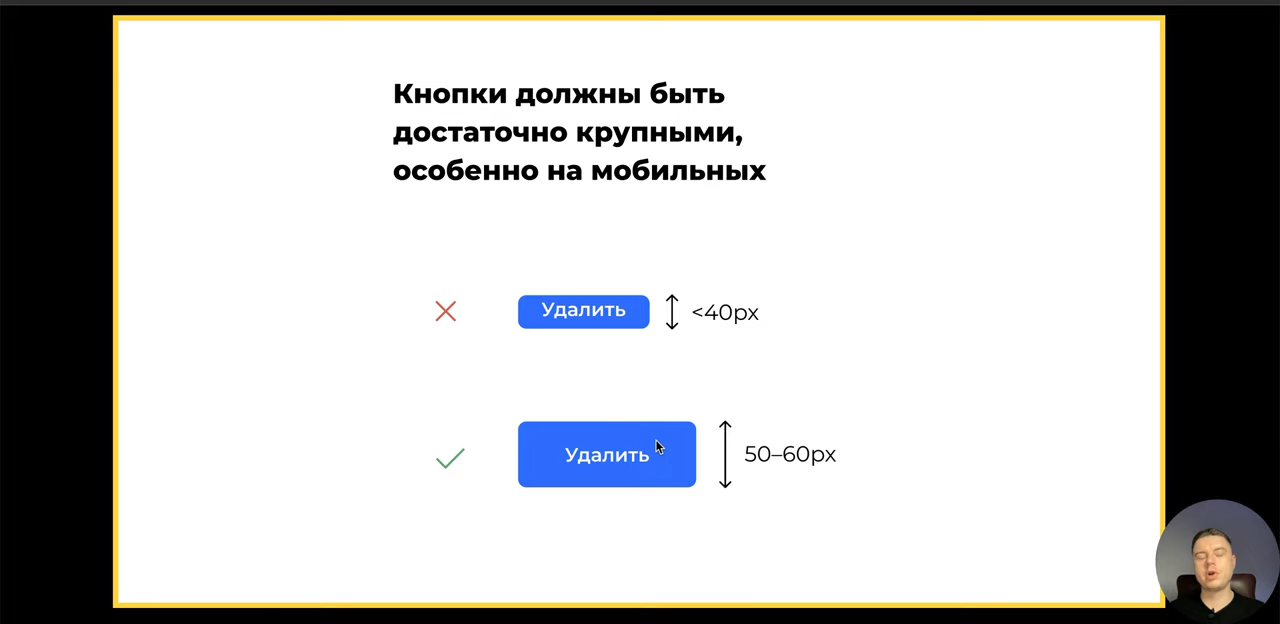 Кнопки должны быть
достаточно крупными,
особенно на мобильных
Удалить
<40px
Удалить
50–60px